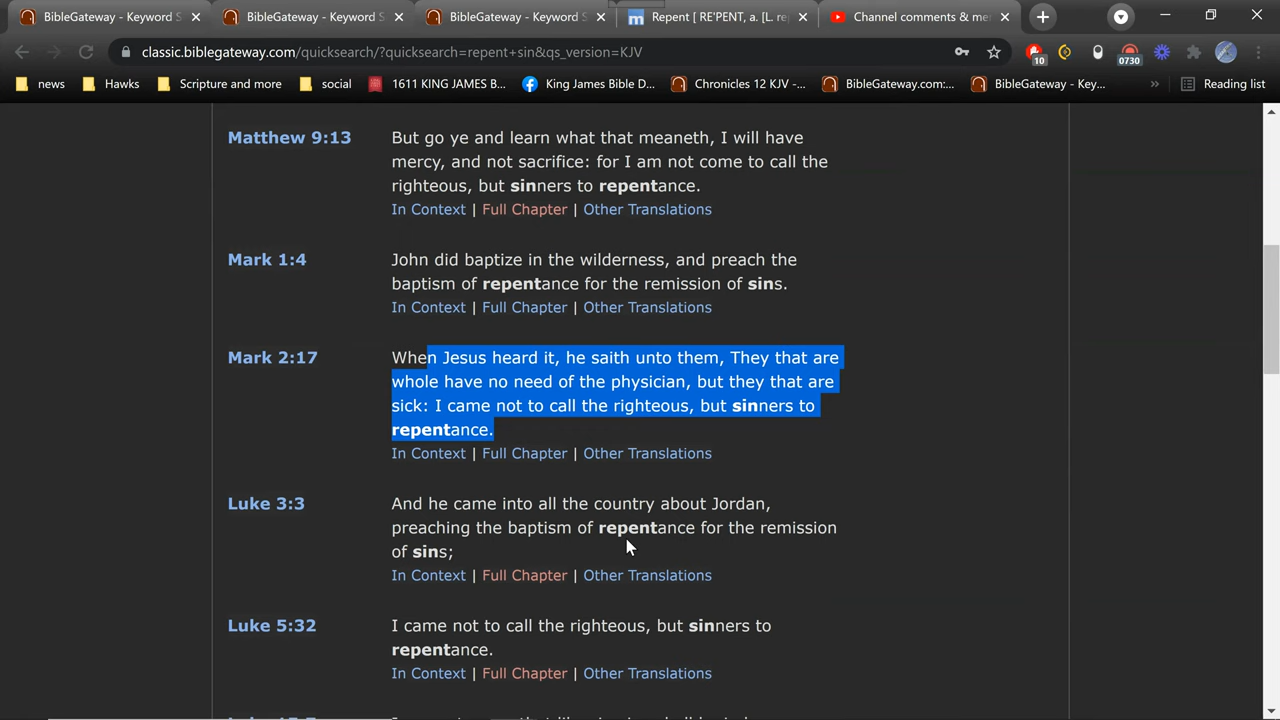 BibleGateway - Keyword S
BibleGateway - Keyword S
BibleGateway - Keyword S
Repent [ RE'PENT, a. [L. rep
Channel comments & me
classic.biblegateway.com/quicksearch/?quicksearch=repent+sin&qs_version=KJV
10
0730
news
Hawks
Scripture and more
social
1611 KING JAMES B...
King James Bible D...
Chronicles 12 KJV -...
BibleGateway.com:...
BibleGateway - Key...
»
Reading list
Matthew 9:13
But go ye and learn what that meaneth, I will have
mercy, and not sacrifice: for I am not come to call the
righteous, but sinners to repentance.
In Context | Full Chapter | Other Translations
Mark 1:4
John did baptize in the wilderness, and preach the
baptism of repentance for the remission of sins.
In Context | Full Chapter | Other Translations
Mark 2:17
When Jesus heard it, he saith unto them, They that are
whole have no need of the physician, but they that are
sick: I came not to call the righteous, but sinners to
repentance.
In Context | Full Chapter | Other Translations
Luke 3:3
And he came into all the country about Jordan,
preaching the baptism of repentance for the remission
of sins;
In Context | Full Chapter | Other Translations
Luke 5:32
I came not to call the righteous, but sinners to
repentance.
In Context | Full Chapter | Other Translations